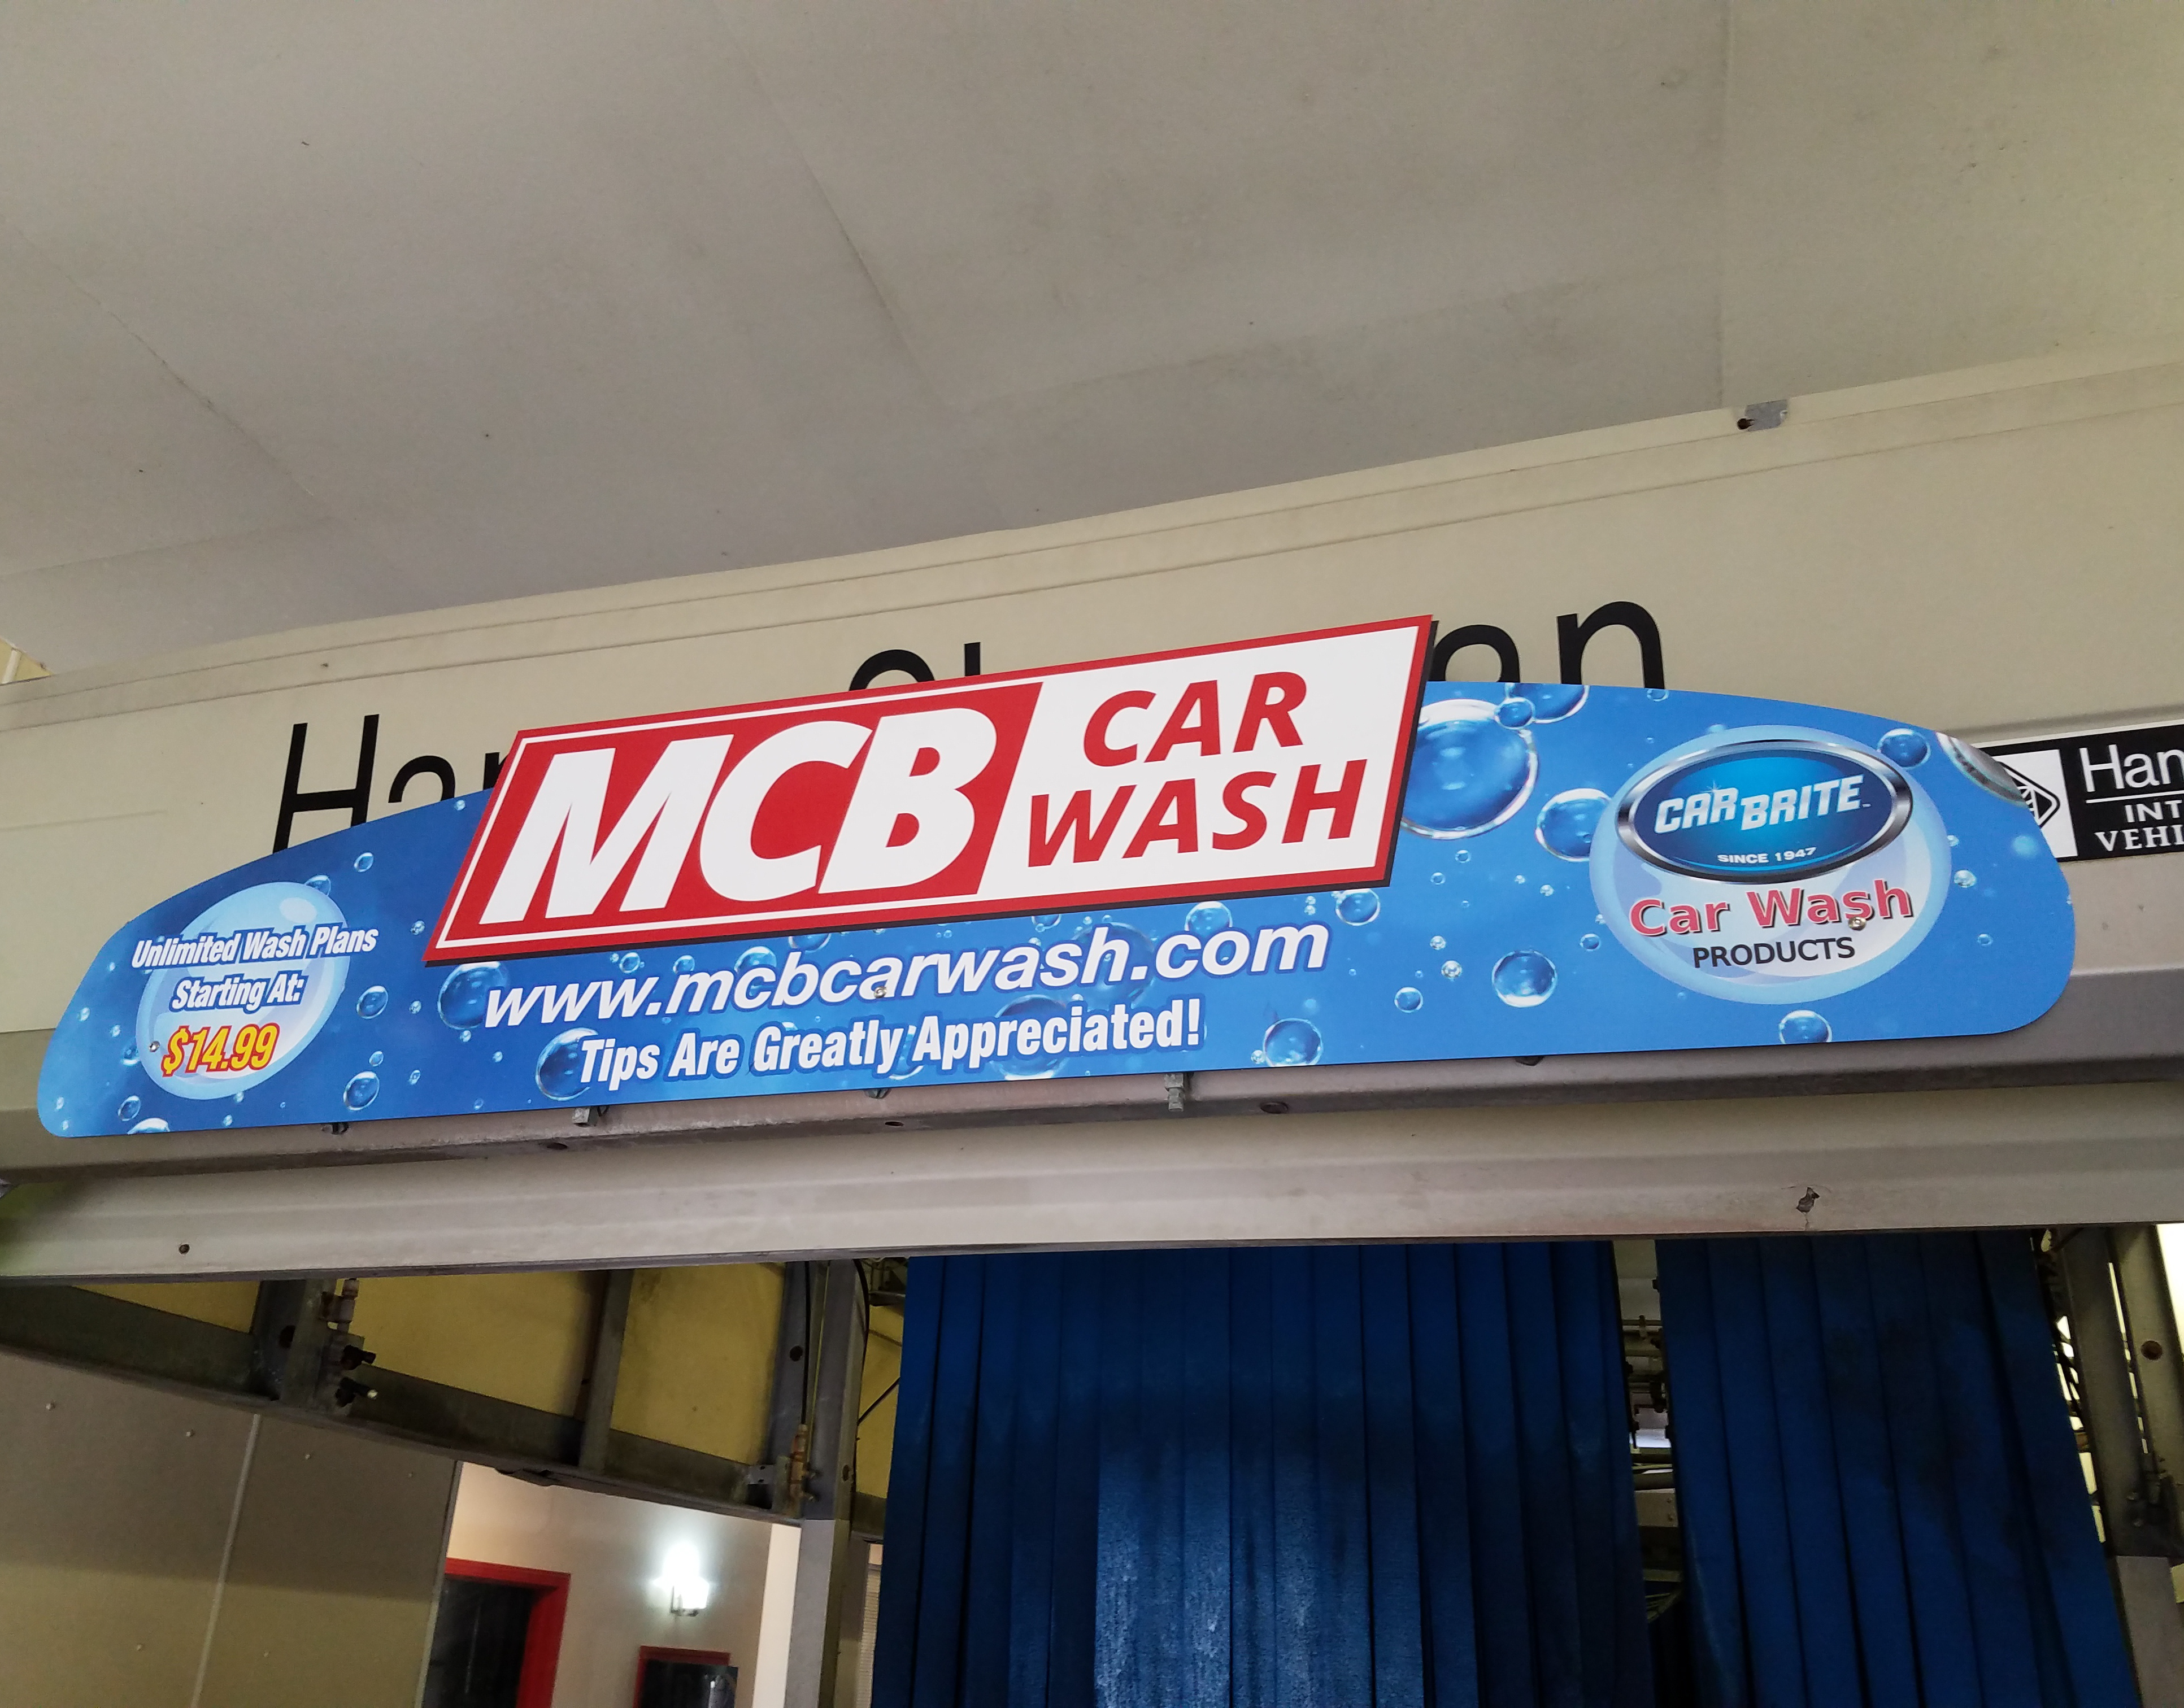 MCB CAR
WASH
Unlimited Wash Plans
Starting At:
$14.99
www.mcbcarwash.com
Tips Are Greatly Appreciated!
CAR BRITE
SINCE 1947
Car Wash
PRODUCTS